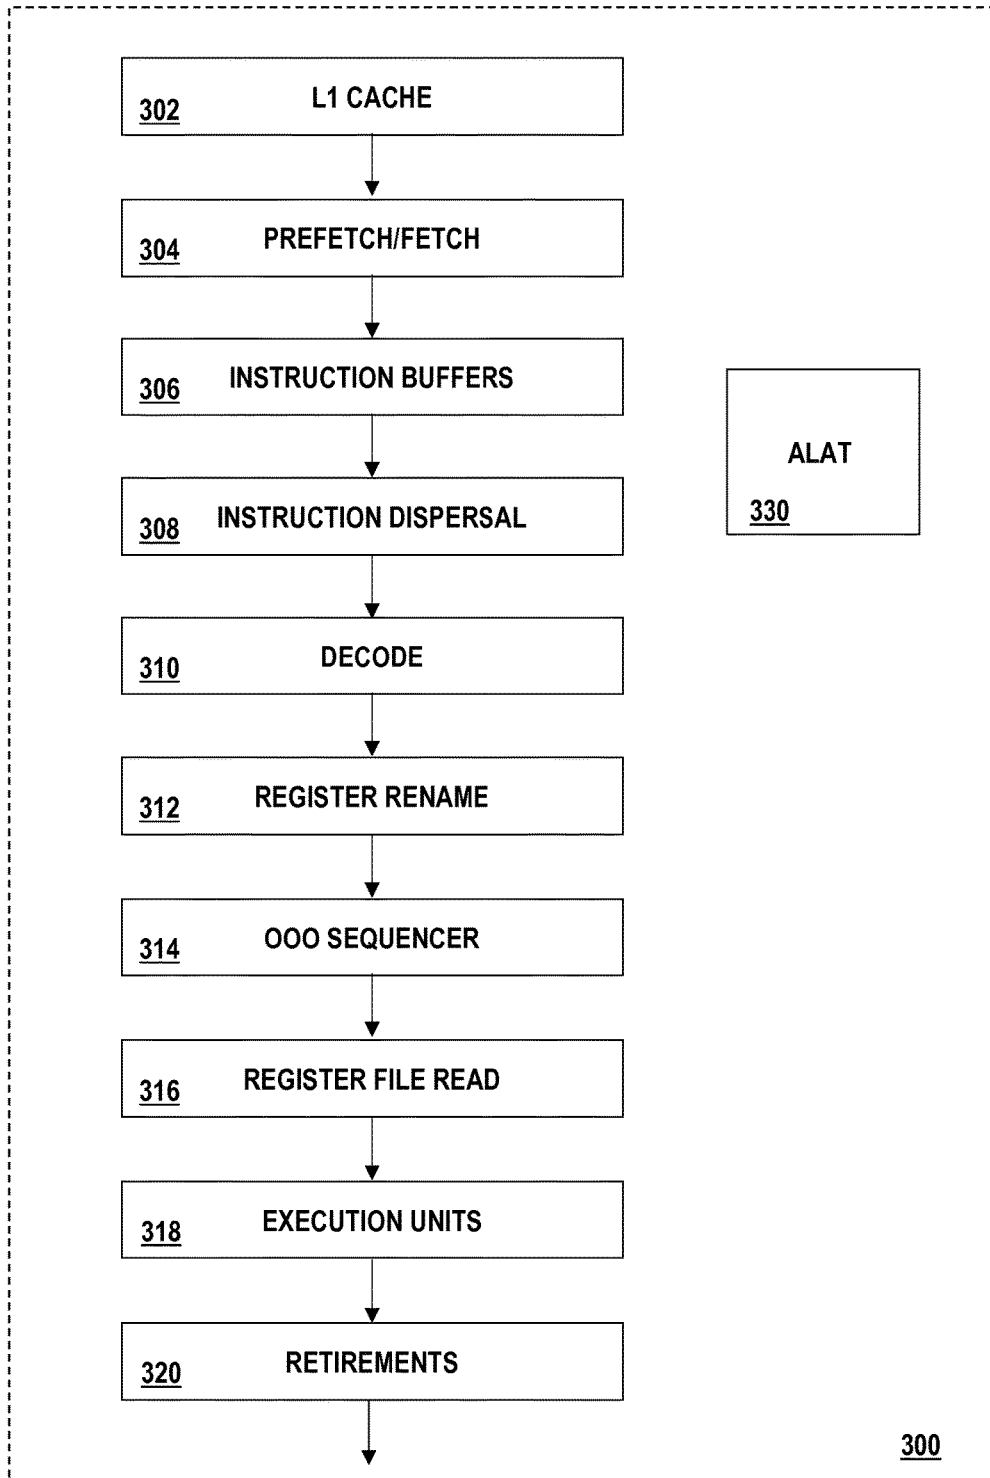 L1 CACHE
302
PREFETCH/FETCH
304
INSTRUCTION BUFFERS
306
INSTRUCTION DISPERSAL
308
ALAT
330
DECODE
310
REGISTER RENAME
312
OOO SEQUENCER
314
REGISTER FILE READ
316
EXECUTION UNITS
318
RETIREMENTS
320
300